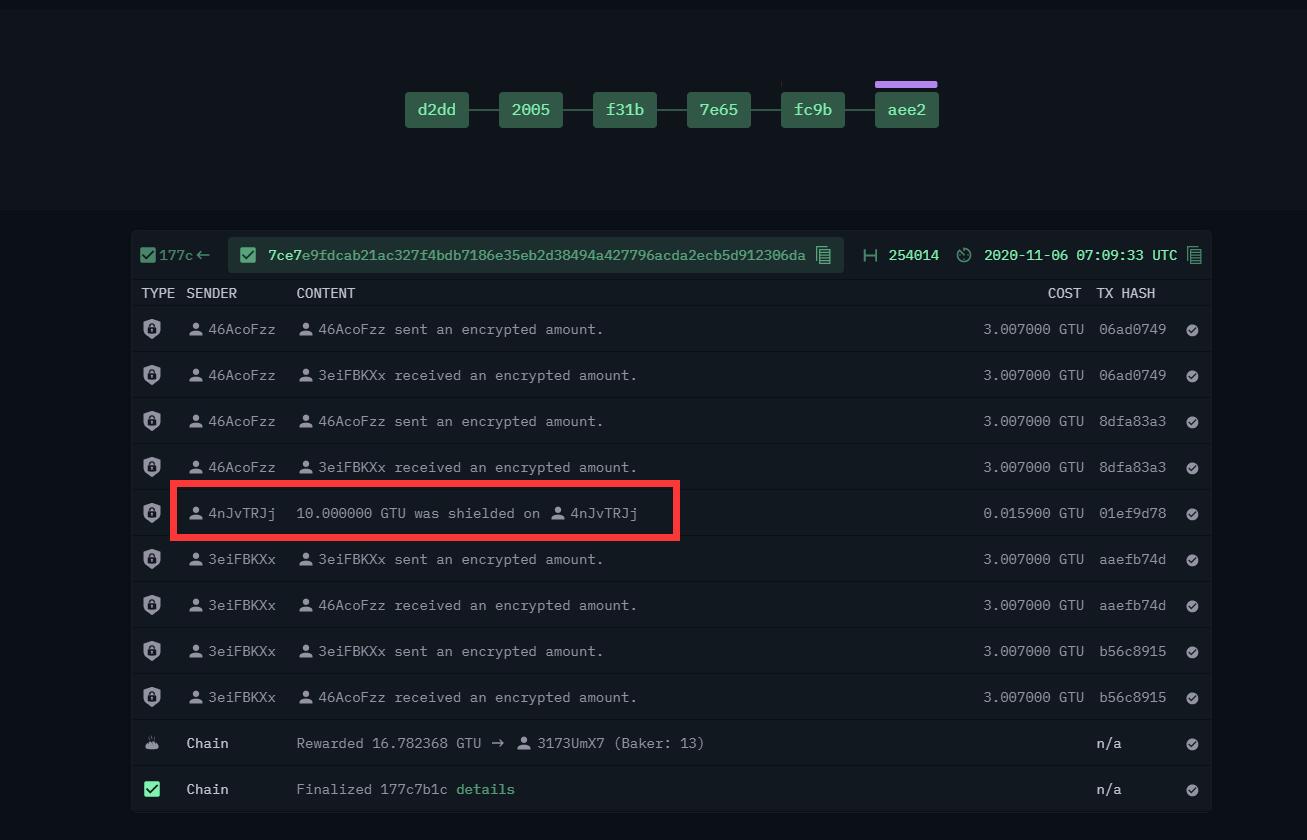 d2dd 2005 f31b 7e65 fc9b aee2
177c 7ce7e9fdcab21ac327f4bdb7186e35eb2d38494a427796acda2ecb5d912306da 254014 2020-11-06 07:09:33 UTC
TYPE SENDER CONTENT COST TX HASH
46AcoFzz 46AcoFzz sent an encrypted amount. 3.007000 GTU 06ad0749
46AcoFzz 3eiFBKXx received an encrypted amount. 3.007000 GTU 06ad0749
46AcoFzz 46AcoFzz sent an encrypted amount. 3.007000 GTU 8dfa83a3
46AcoFzz 3eiFBKXx received an encrypted amount. 3.007000 GTU 8dfa83a3
4nJvTRJj 10.000000 GTU was shielded on 4nJvTRJj 0.015900 GTU 01ef9d78
3eiFBKXx 3eiFBKXx sent an encrypted amount. 3.007000 GTU aaefb74d
3eiFBKXx 46AcoFzz received an encrypted amount. 3.007000 GTU aaefb74d
3eiFBKXx 3eiFBKXx sent an encrypted amount. 3.007000 GTU b56c8915
3eiFBKXx 46AcoFzz received an encrypted amount. 3.007000 GTU b56c8915
Chain Rewarded 16.782368 GTU → 3173UmX7 (Baker: 13) n/a
Chain Finalized 177c7b1c details n/a